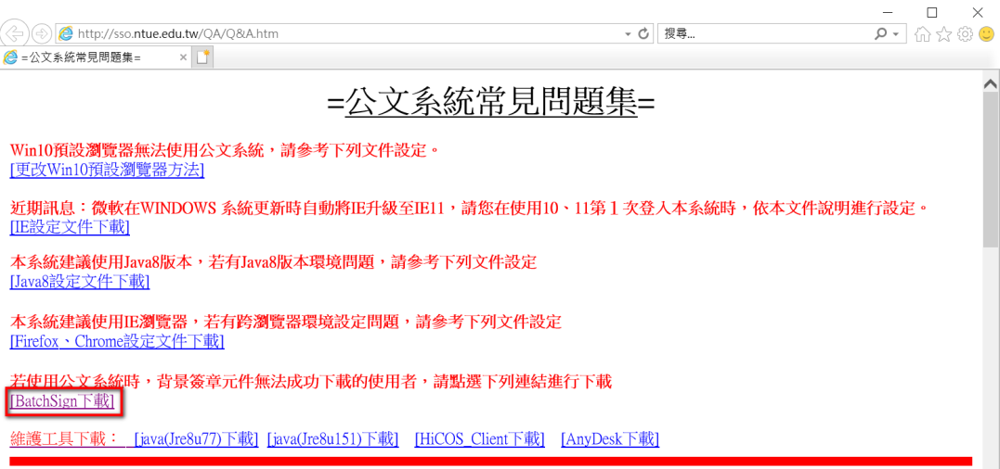 http://sso.ntue.edu.tw/QA/Q&A.htm
搜尋...
=公文系統常見問題集=
=公文系統常見問題集=
Win10預設瀏覽器無法使用公文系統，請參考下列文件設定。
[更改Win10預設瀏覽器方法]
近期訊息：微軟在WINDOWS 系統更新時自動將IE升級至IE11，請您在使用10、11第１次登入本系統時，依本文件說明進行設定。
[IE設定文件下載]
本系統建議使用Java8版本，若有Java8版本環境問題，請參考下列文件設定
[Java8設定文件下載]
本系統建議使用IE瀏覽器，若有跨瀏覽器環境設定問題，請參考下列文件設定
[Firefox、Chrome設定文件下載]
若使用公文系統時，背景簽章元件無法成功下載的使用者，請點選下列連結進行下載
[BatchSign下載]
維護工具下載： [java(Jre8u77)下載] [java(Jre8u151)下載] [HiCOS_Client下載] [AnyDesk下載]